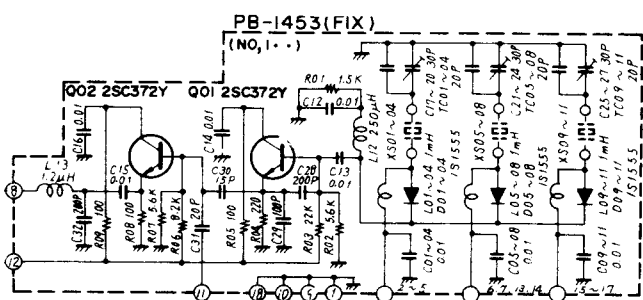 PB-1453(FIX)
(NO,1··)
Q02 2SC372Y
Q01 2SC372Y
R01 1.5K
C12 0.01
C16 0.01
C14 0.01
L12 250μH
XS01~04
C17~20 30P
TC01~04
20P
XS05~08
C21~24 30P
TC05~08
20P
XS09~11
C25~27 30P
TC09~11
20P
L13
1.2μH
C15
0.01
C30
15P
C28
200P
C13
0.01
L01~04 1mH
D01~04
1S1555
L05~08 1mH
D05~08
1S1555
L09~11 1mH
D09~11
1S1555
8
C32 200P
R09 100
R08 100
R07 5.6K
R06 8.2K
C31 20P
R05 100
R04 220
C29 100P
R03 22K
R02 5.6K
C01~04
0.01
C05~08
0.01
C09~11
0.01
12
11
18
10
9
1
2~5
6.7.13.14
15~17